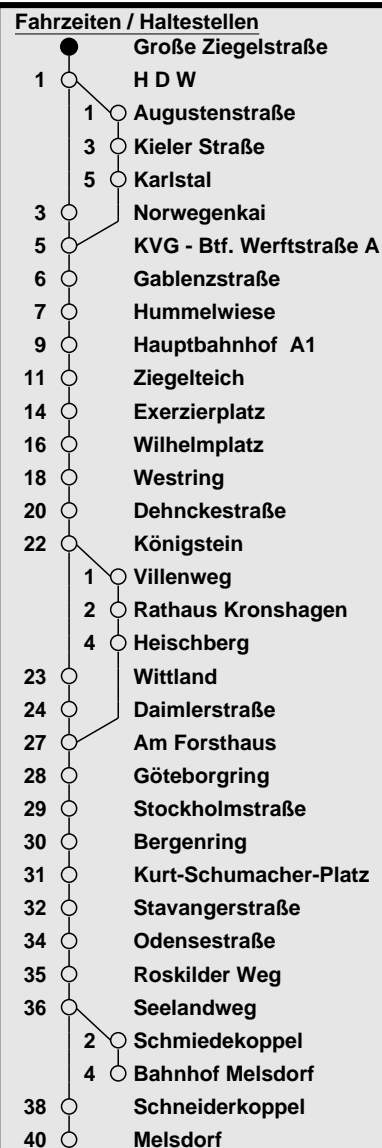 Fahrzeiten / Haltestellen
Große Ziegelstraße
1 H D W
1 Augustenstraße
3 Kieler Straße
5 Karlstal
3 Norwegenkai
5 KVG - Btf. Werftstraße A
6 Gablenzstraße
7 Hummelwiese
9 Hauptbahnhof A1
11 Ziegelteich
14 Exerzierplatz
16 Wilhelmplatz
18 Westring
20 Dehnckestraße
22 Königstein
1 Villenweg
2 Rathaus Kronshagen
4 Heischberg
23 Wittland
24 Daimlerstraße
27 Am Forsthaus
28 Göteborgring
29 Stockholmstraße
30 Bergenring
31 Kurt-Schumacher-Platz
32 Stavangerstraße
34 Odensestraße
35 Roskilder Weg
36 Seelandweg
2 Schmiedekoppel
4 Bahnhof Melsdorf
38 Schneiderkoppel
40 Melsdorf